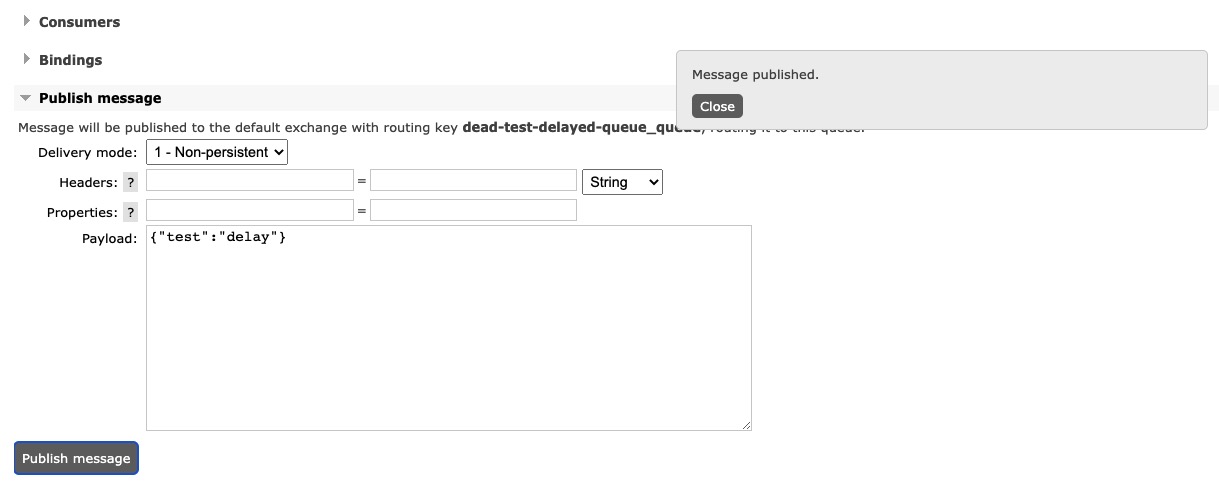 Consumers
Bindings
Message published.
Close
Publish message
Message will be published to the default exchange with routing key dead-test-delayed-queue_queue, routing it to this queue.
Delivery mode: 1 - Non-persistent
Headers: ? = String
Properties: ? =
Payload: {"test":"delay"}
Publish message